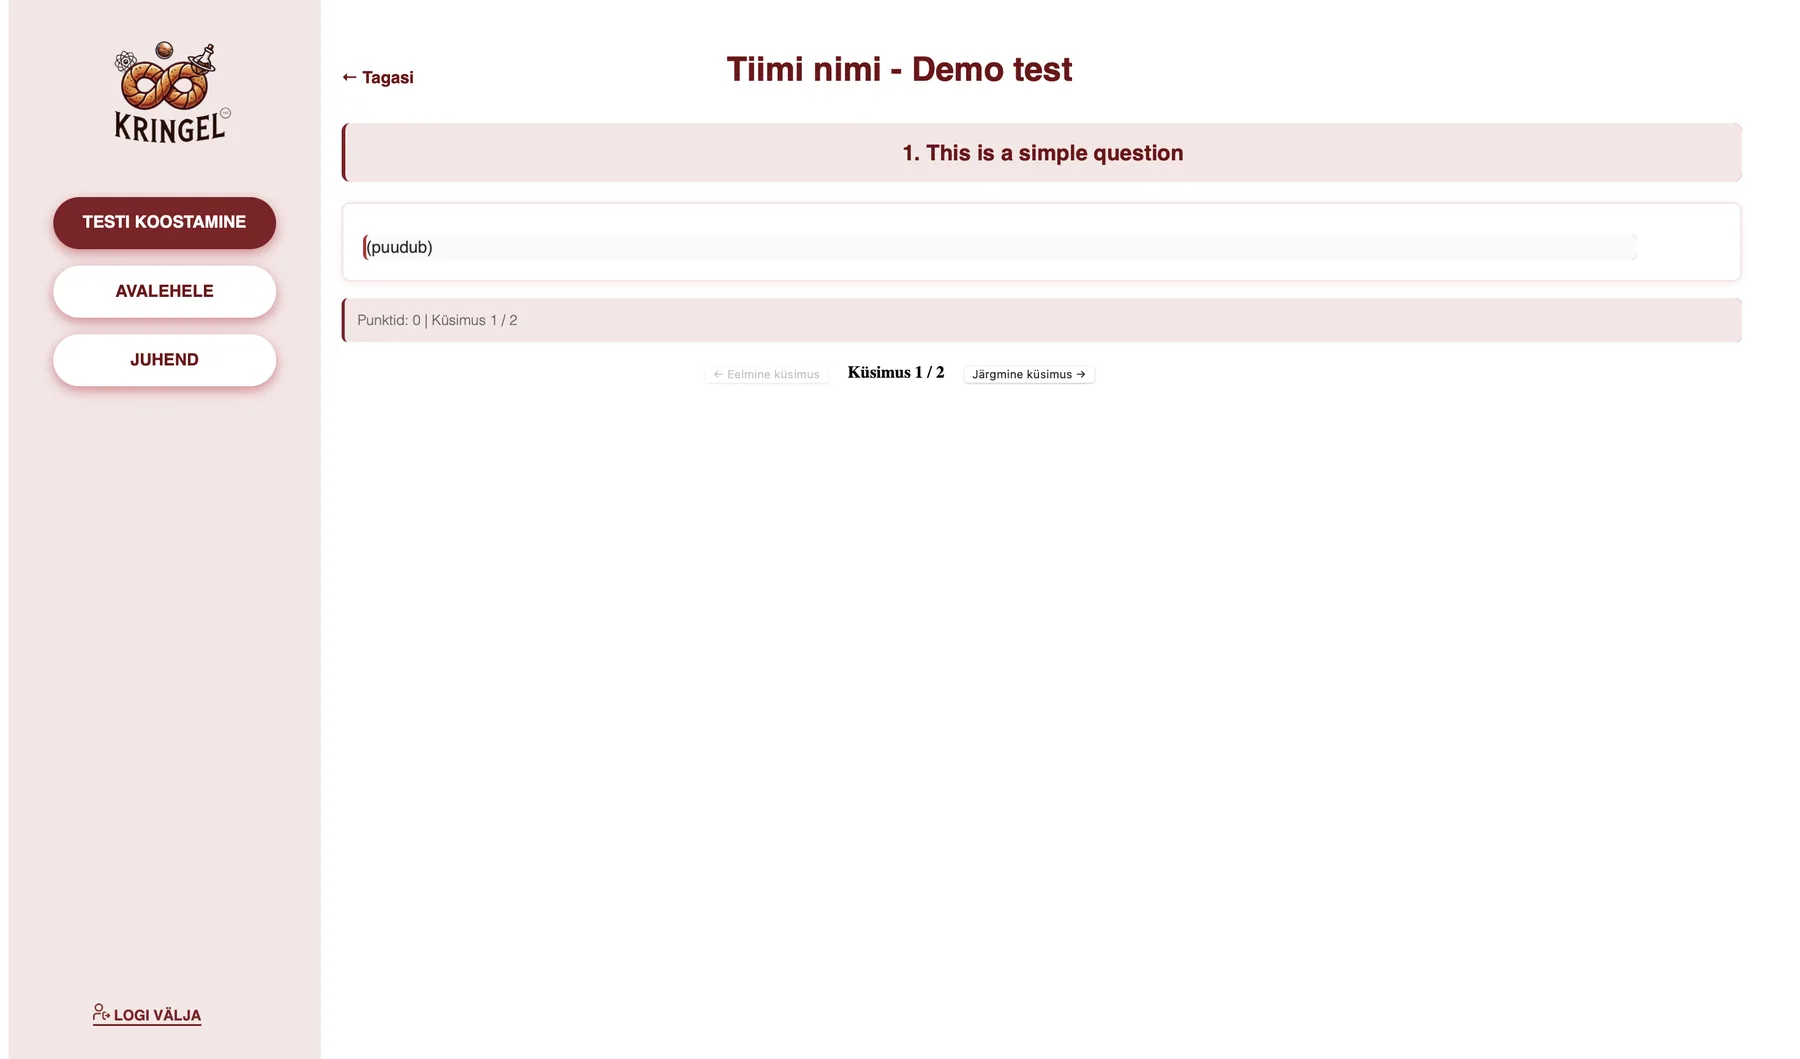 KRINGEL
TESTI KOOSTAMINE
AVALEHELE
JUHEND
LOGI VÄLJA
← Tagasi
Tiimi nimi - Demo test
1. This is a simple question
(puudub)
Punktid: 0 | Küsimus 1 / 2
← Eelmine küsimus
Küsimus 1 / 2
Järgmine küsimus →